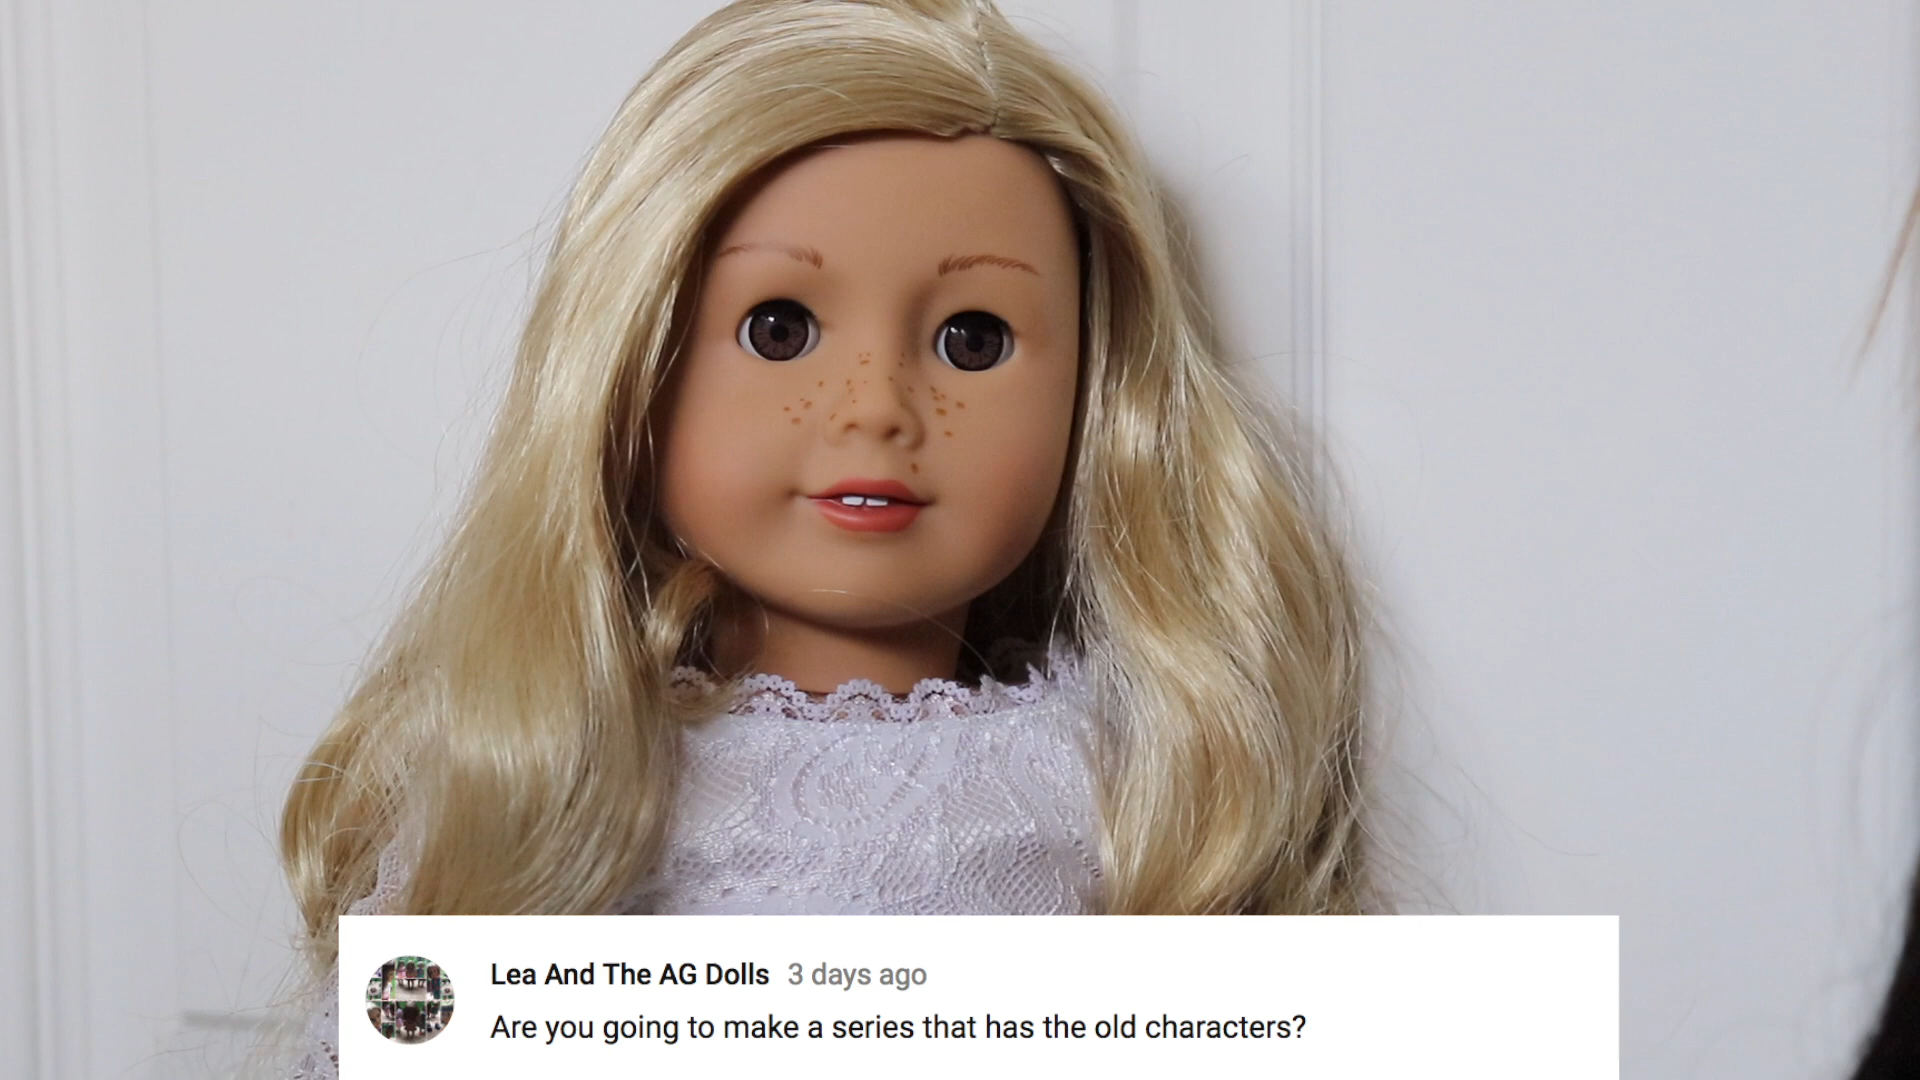 Lea And The AG Dolls 3 days ago
Are you going to make a series that has the old characters?